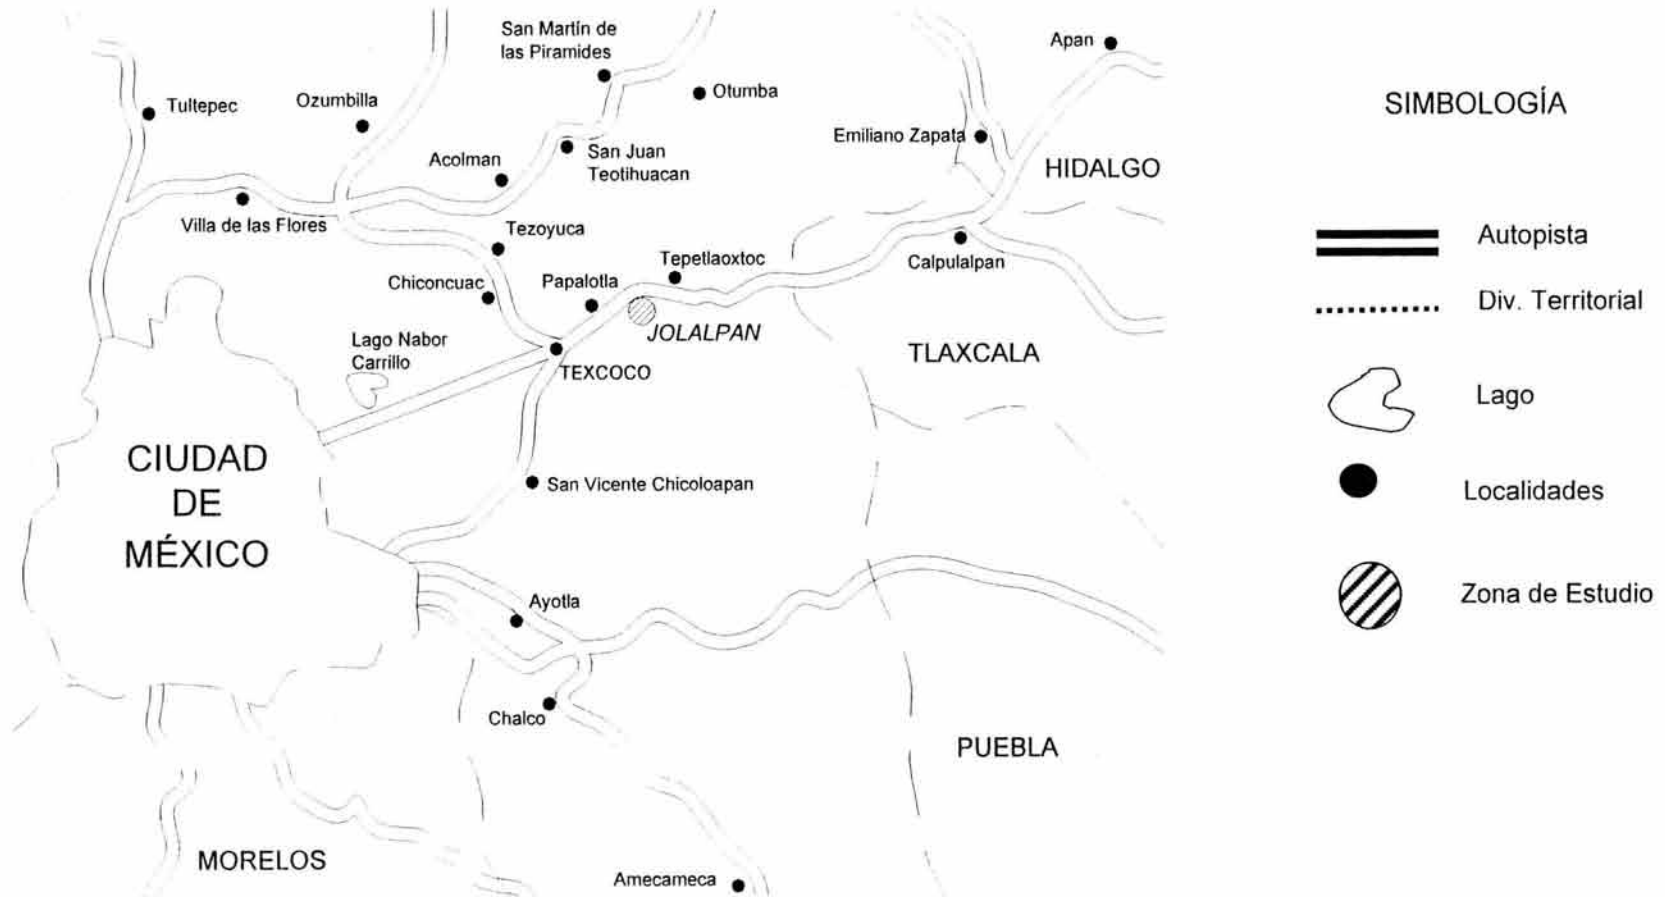 San Martín de
las Piramides
Apan
Otumba
Tultepec
Ozumbilla
SIMBOLOGÍA
Emiliano Zapata
Acolman
San Juan
Teotihuacan
HIDALGO
Villa de las Flores
Tezoyuca
Autopista
Tepetlaoxtoc
Calpulalpan
Chiconcuac
Papalotla
Div. Territorial
JOLALPAN
Lago Nabor
Carrillo
TLAXCALA
TEXCOCO
Lago
CIUDAD
DE
MÉXICO
San Vicente Chicoloapan
Localidades
Ayotla
Zona de Estudio
Chalco
PUEBLA
MORELOS
Amecameca